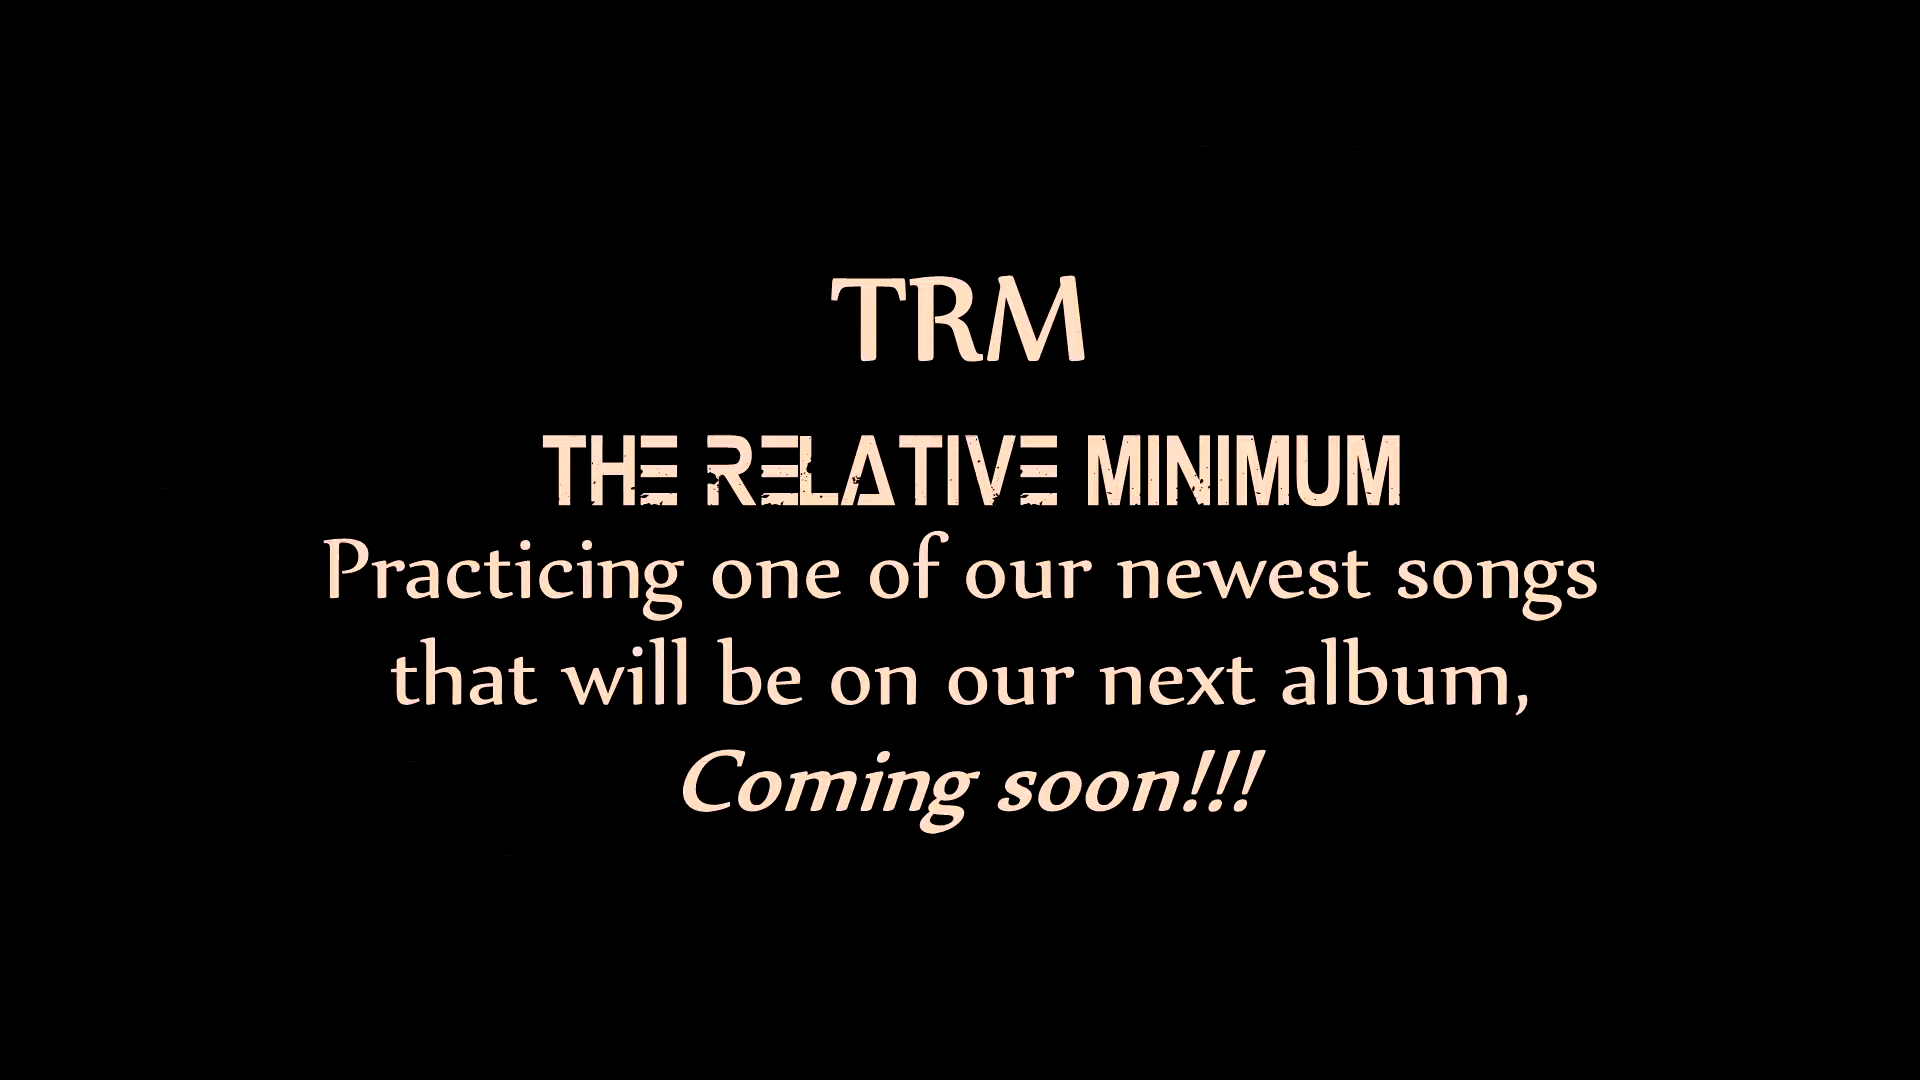 TRM
THE RELATIVE MINIMUM
Practicing one of our newest songs
that will be on our next album,
Coming soon!!!